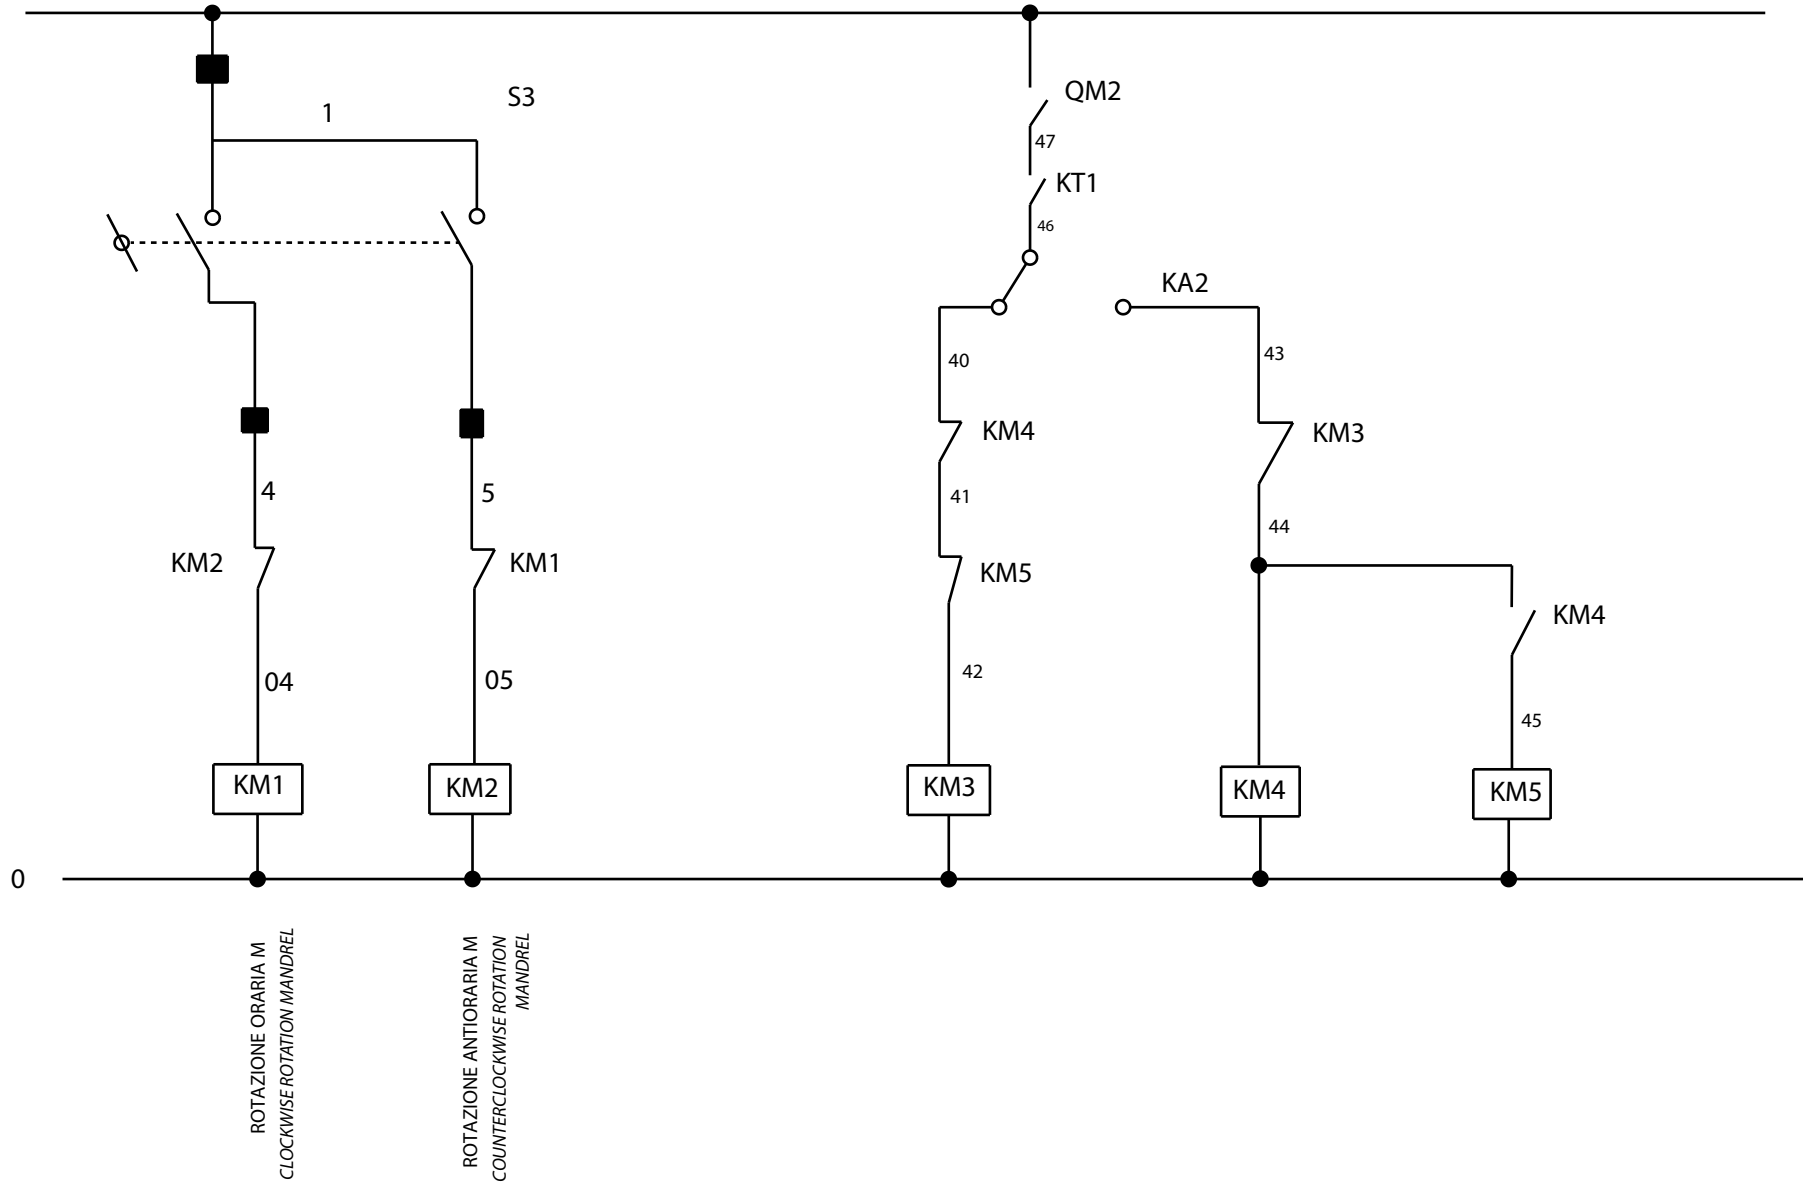 S3
1
QM2
47
KT1
46
KA2
40
43
KM4
KM3
4
5
41
44
KM2
KM1
KM5
KM4
04
05
42
45
KM1
KM2
KM3
KM4
KM5
0
ROTAZIONE ORARIA M
CLOCKWISE ROTATION MANDREL
ROTAZIONE ANTIORARIA M
COUNTERCLOCKWISE ROTATION
MANDREL